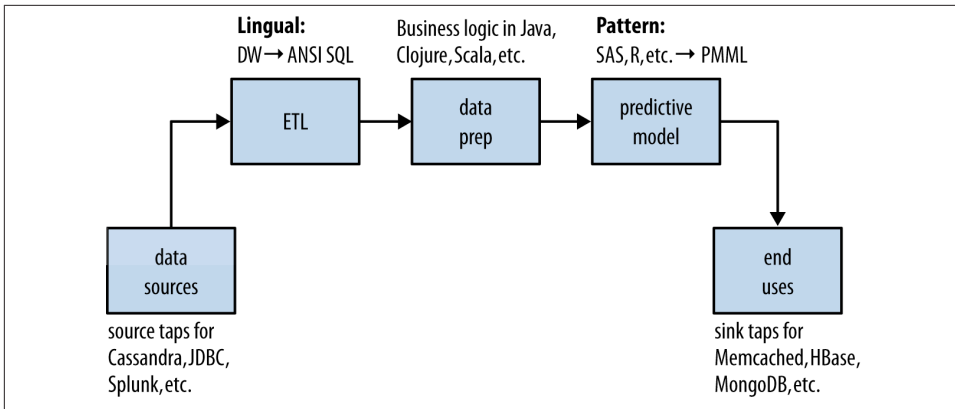 Lingual:
DW → ANSI SQL
Business logic in Java,
Clojure, Scala, etc.
Pattern:
SAS, R, etc. → PMML
ETL
data
prep
predictive
model
data
sources
end
uses
source taps for
Cassandra, JDBC,
Splunk, etc.
sink taps for
Memcached, HBase,
MongoDB, etc.